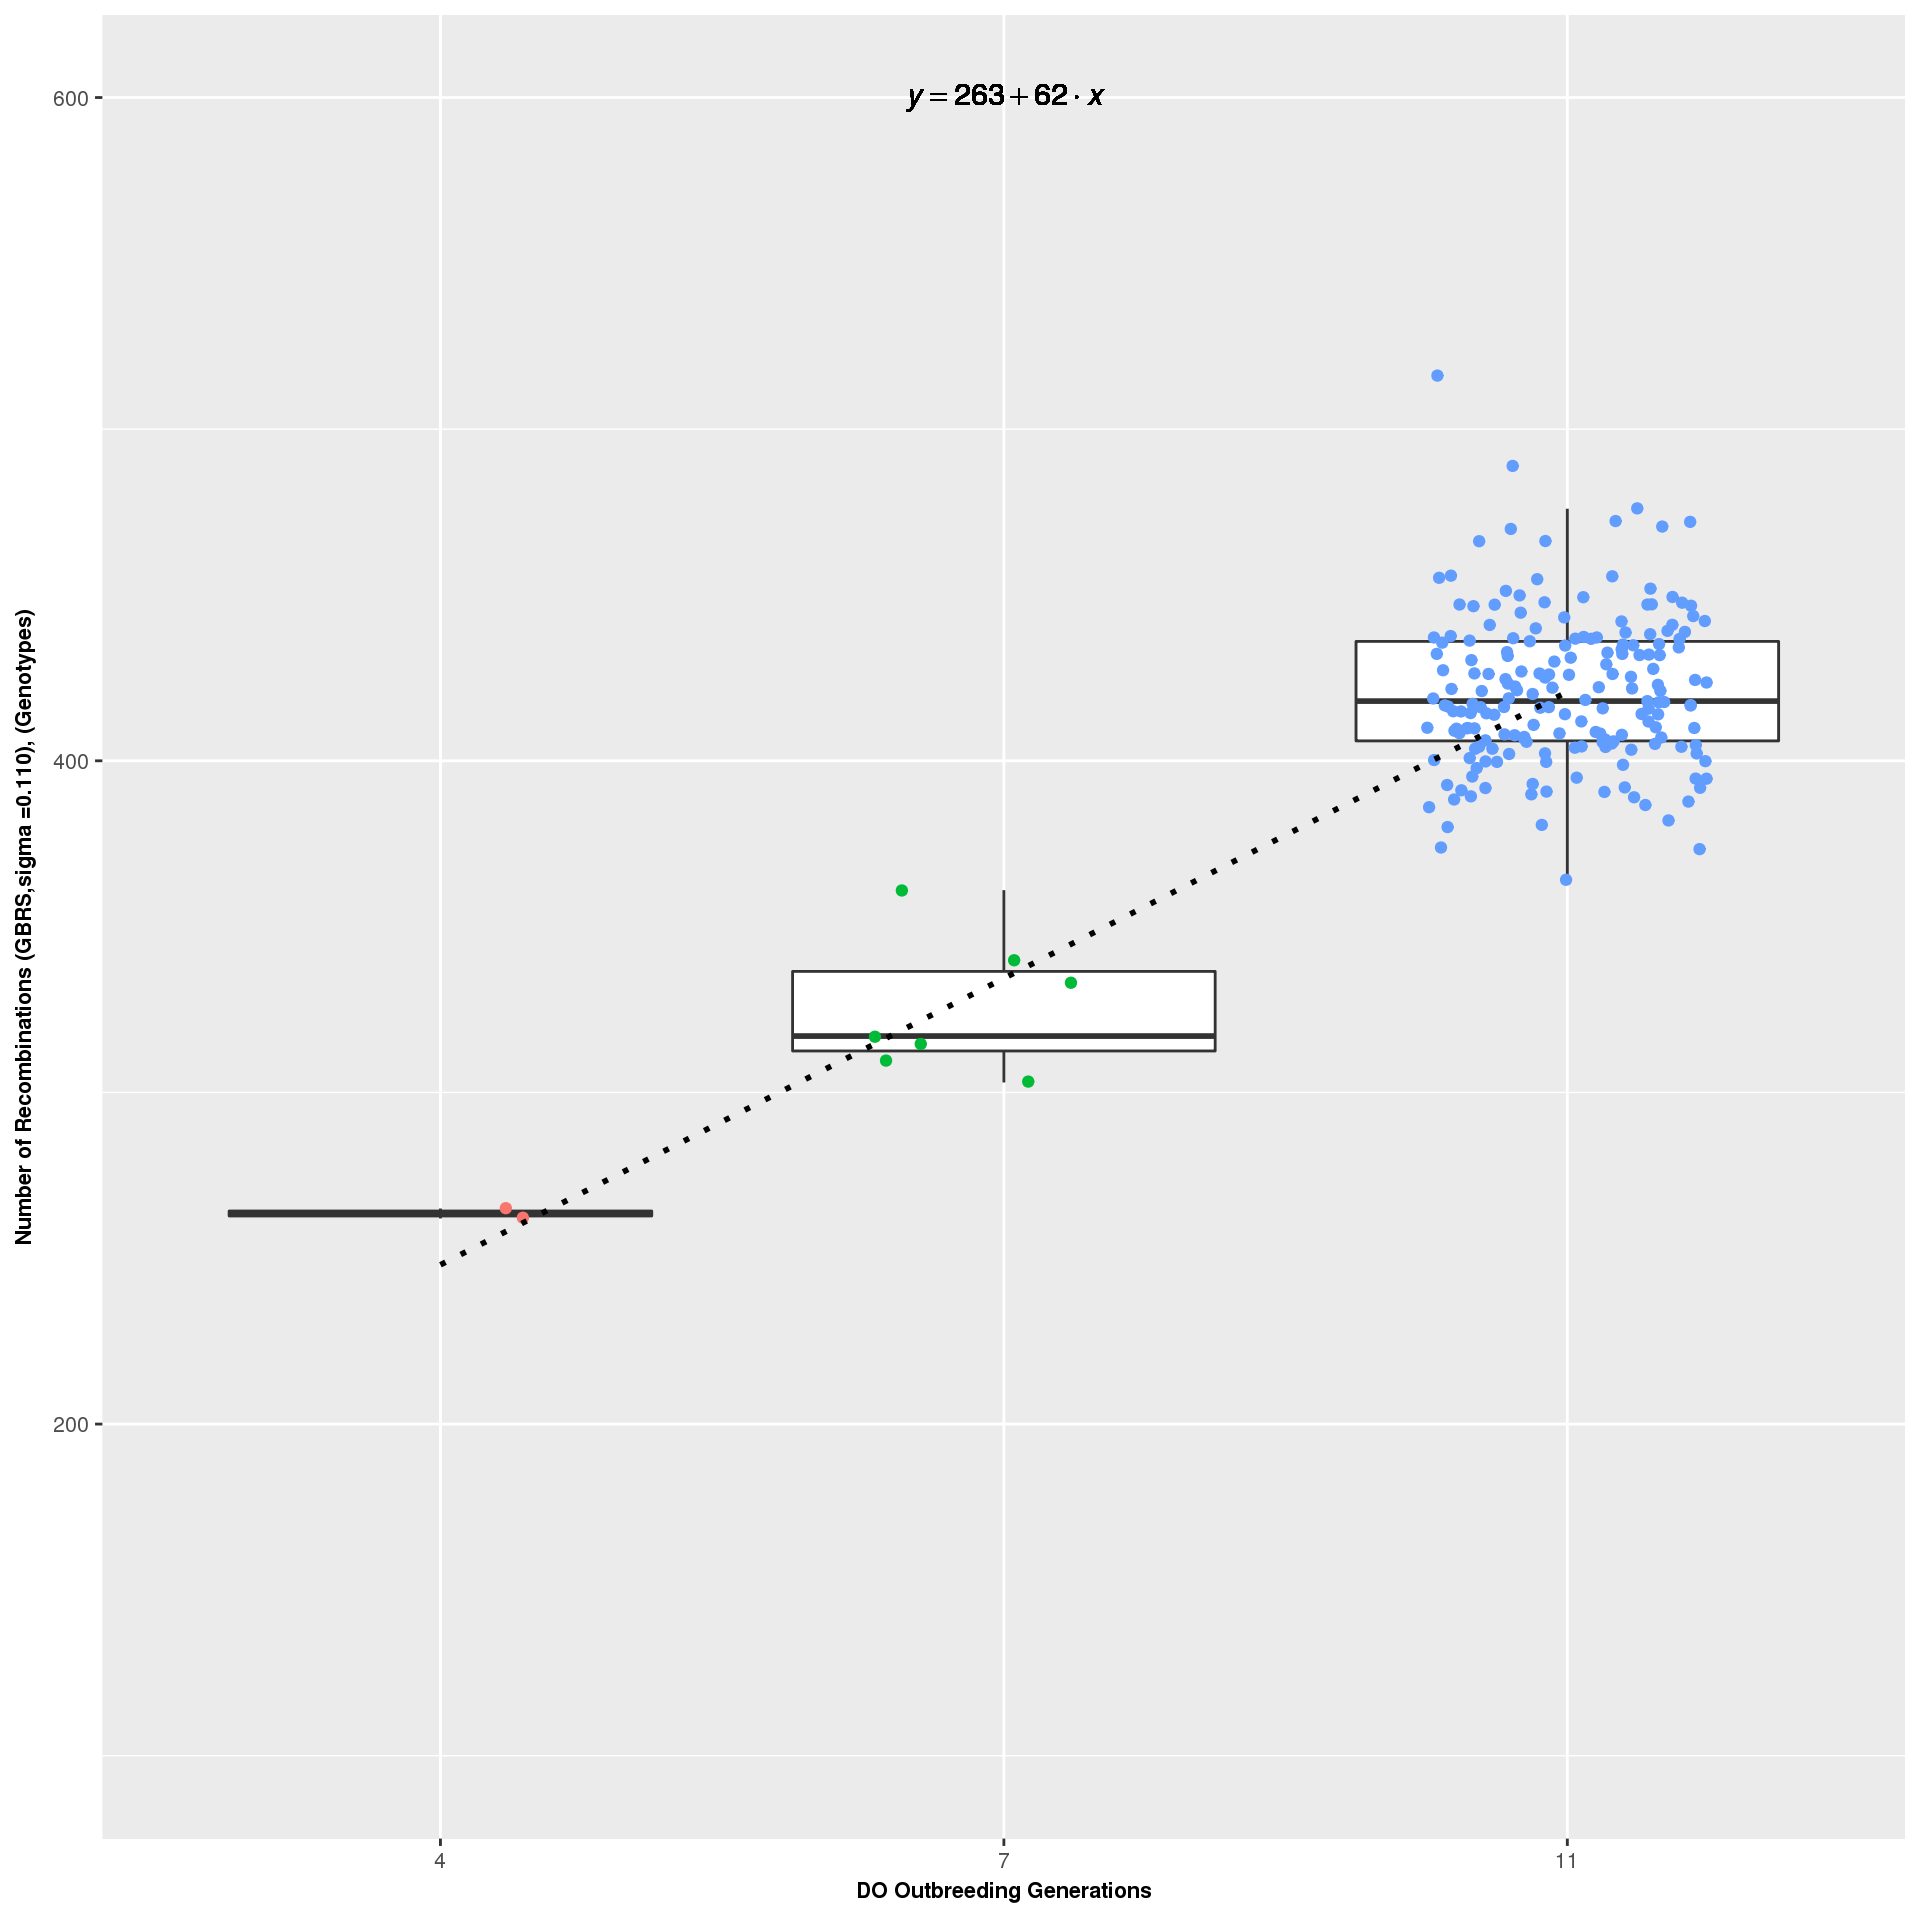 y = 263 + 62 · x
600
400
200
Number of Recombinations (GBRS,sigma =0.110), (Genotypes)
4 7 11
DO Outbreeding Generations